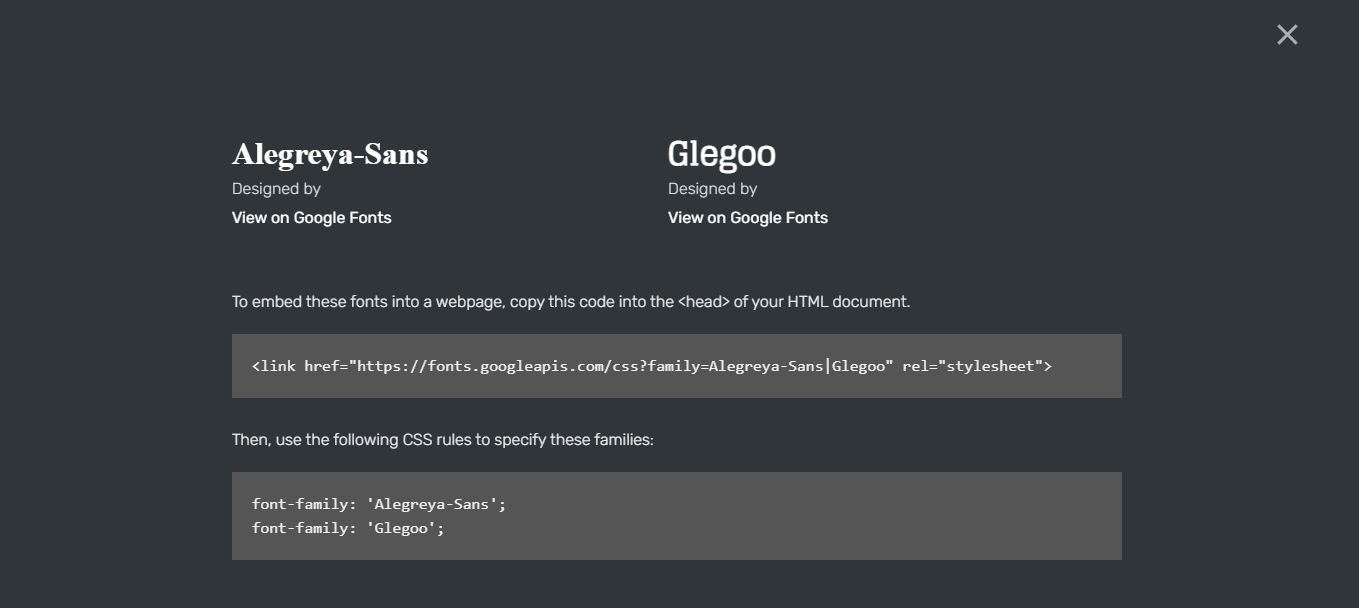 Alegreya-Sans
Designed by
View on Google Fonts
Glegoo
Designed by
View on Google Fonts
To embed these fonts into a webpage, copy this code into the <head> of your HTML document.
<link href="https://fonts.googleapis.com/css?family=Alegreya-Sans|Glegoo" rel="stylesheet">
Then, use the following CSS rules to specify these families:
font-family: 'Alegreya-Sans';
font-family: 'Glegoo';